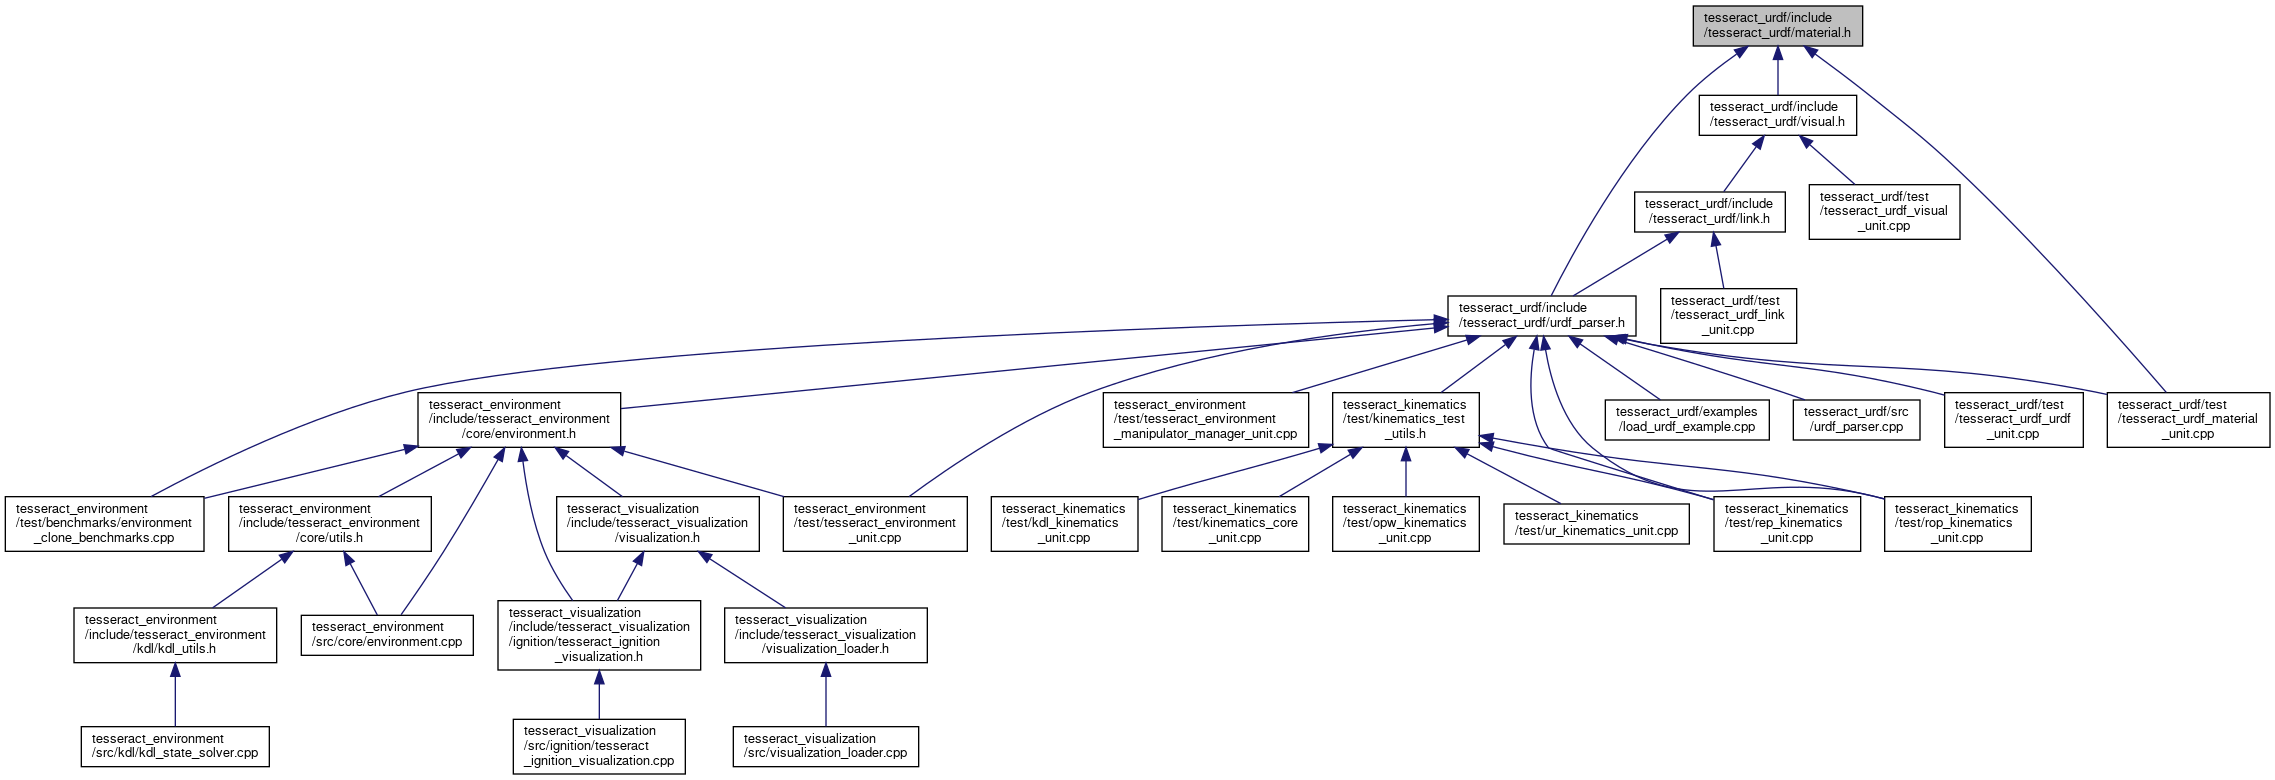 tesseract_urdf/include
/tesseract_urdf/material.h
tesseract_urdf/include
/tesseract_urdf/visual.h
tesseract_urdf/include
/tesseract_urdf/link.h
tesseract_urdf/test
/tesseract_urdf_visual
_unit.cpp
tesseract_urdf/include
/tesseract_urdf/urdf_parser.h
tesseract_urdf/test
/tesseract_urdf_link
_unit.cpp
tesseract_environment
/include/tesseract_environment
/core/environment.h
tesseract_environment
/test/tesseract_environment
_manipulator_manager_unit.cpp
tesseract_kinematics
/test/kinematics_test
_utils.h
tesseract_urdf/examples
/load_urdf_example.cpp
tesseract_urdf/src
/urdf_parser.cpp
tesseract_urdf/test
/tesseract_urdf_urdf
_unit.cpp
tesseract_urdf/test
/tesseract_urdf_material
_unit.cpp
tesseract_environment
/test/benchmarks/environment
_clone_benchmarks.cpp
tesseract_environment
/include/tesseract_environment
/core/utils.h
tesseract_visualization
/include/tesseract_visualization
/visualization.h
tesseract_environment
/test/tesseract_environment
_unit.cpp
tesseract_kinematics
/test/kdl_kinematics
_unit.cpp
tesseract_kinematics
/test/kinematics_core
_unit.cpp
tesseract_kinematics
/test/opw_kinematics
_unit.cpp
tesseract_kinematics
/test/ur_kinematics_unit.cpp
tesseract_kinematics
/test/rep_kinematics
_unit.cpp
tesseract_kinematics
/test/rop_kinematics
_unit.cpp
tesseract_environment
/include/tesseract_environment
/kdl/kdl_utils.h
tesseract_environment
/src/core/environment.cpp
tesseract_visualization
/include/tesseract_visualization
/ignition/tesseract_ignition
_visualization.h
tesseract_visualization
/include/tesseract_visualization
/visualization_loader.h
tesseract_environment
/src/kdl/kdl_state_solver.cpp
tesseract_visualization
/src/ignition/tesseract
_ignition_visualization.cpp
tesseract_visualization
/src/visualization_loader.cpp